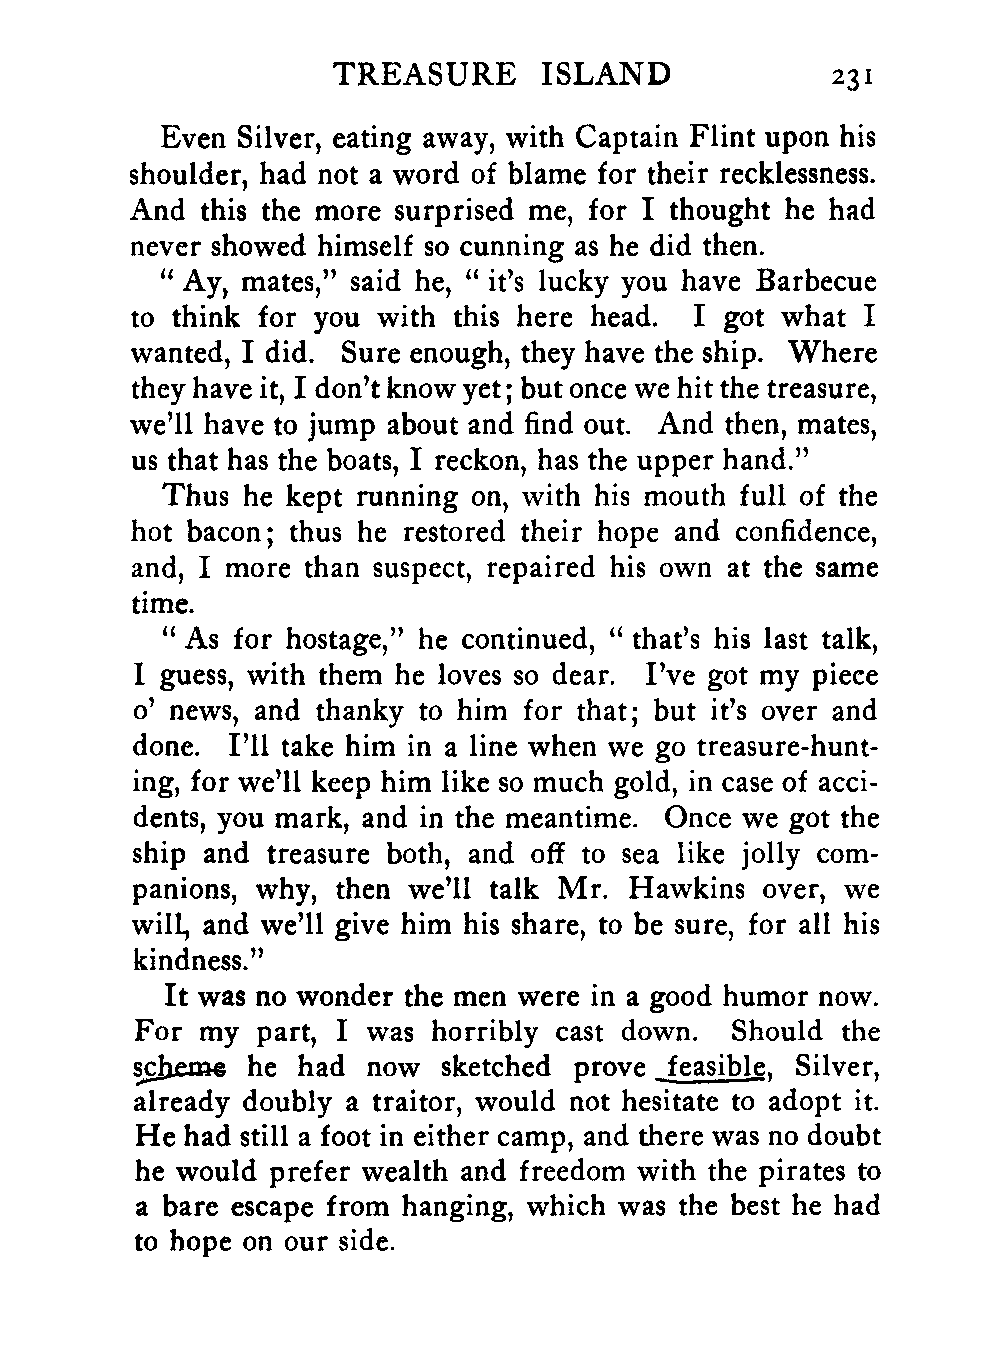 TREASURE ISLAND 231
Even Silver, eating away, with Captain Flint upon his
shoulder, had not a word of blame for their recklessness.
And this the more surprised me, for I thought he had
never showed himself so cunning as he did then.
“ Ay, mates,” said he, “ it’s lucky you have Barbecue
to think for you with this here head. I got what I
wanted, I did. Sure enough, they have the ship. Where
they have it, I don’t know yet; but once we hit the treasure,
we’ll have to jump about and find out. And then, mates,
us that has the boats, I reckon, has the upper hand.”
Thus he kept running on, with his mouth full of the
hot bacon; thus he restored their hope and confidence,
and, I more than suspect, repaired his own at the same
time.
“ As for hostage,” he continued, “ that’s his last talk,
I guess, with them he loves so dear. I’ve got my piece
o’ news, and thanky to him for that; but it’s over and
done. I’ll take him in a line when we go treasure-hunt-
ing, for we’ll keep him like so much gold, in case of acci-
dents, you mark, and in the meantime. Once we got the
ship and treasure both, and off to sea like jolly com-
panions, why, then we’ll talk Mr. Hawkins over, we
will, and we’ll give him his share, to be sure, for all his
kindness.”
It was no wonder the men were in a good humor now.
For my part, I was horribly cast down. Should the
scheme he had now sketched prove feasible, Silver,
already doubly a traitor, would not hesitate to adopt it.
He had still a foot in either camp, and there was no doubt
he would prefer wealth and freedom with the pirates to
a bare escape from hanging, which was the best he had
to hope on our side.